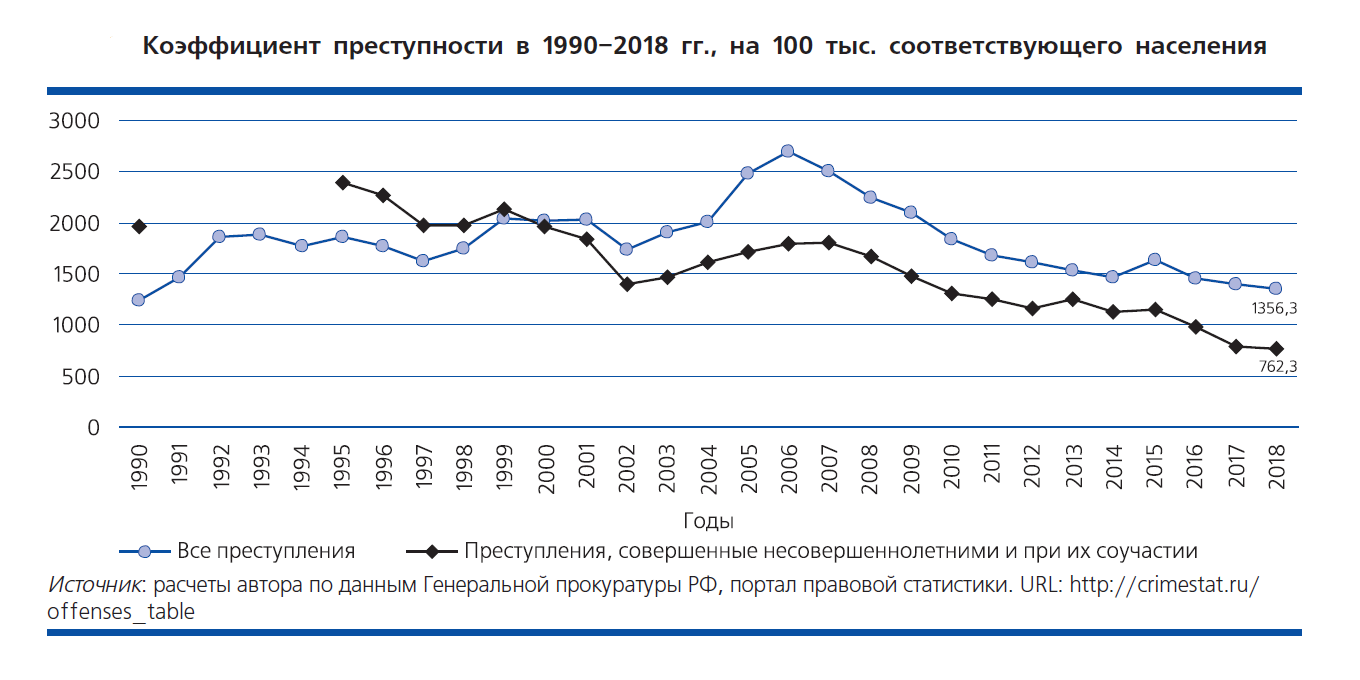 Коэффициент преступности в 1990–2018 гг., на 100 тыс. соответствующего населения
3000
2500
2000
1500
1000
500
0
1356,3
762,3
1990 1991 1992 1993 1994 1995 1996 1997 1998 1999 2000 2001 2002 2003 2004 2005 2006 2007 2008 2009 2010 2011 2012 2013 2014 2015 2016 2017 2018
Годы
Все преступления
Преступления, совершенные несовершеннолетними и при их соучастии
Источник: расчеты автора по данным Генеральной прокуратуры РФ, портал правовой статистики. URL: http://crimestat.ru/
offenses_table